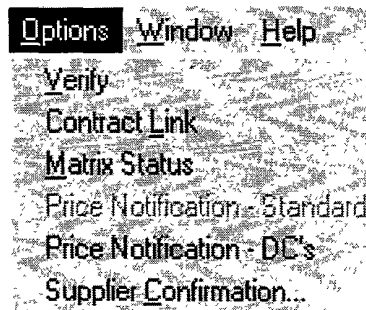 Options Window Help
Verify
Contract Link
Matrix Status
Price Notification - Standard
Price Notification - DC's
Supplier Confirmation...